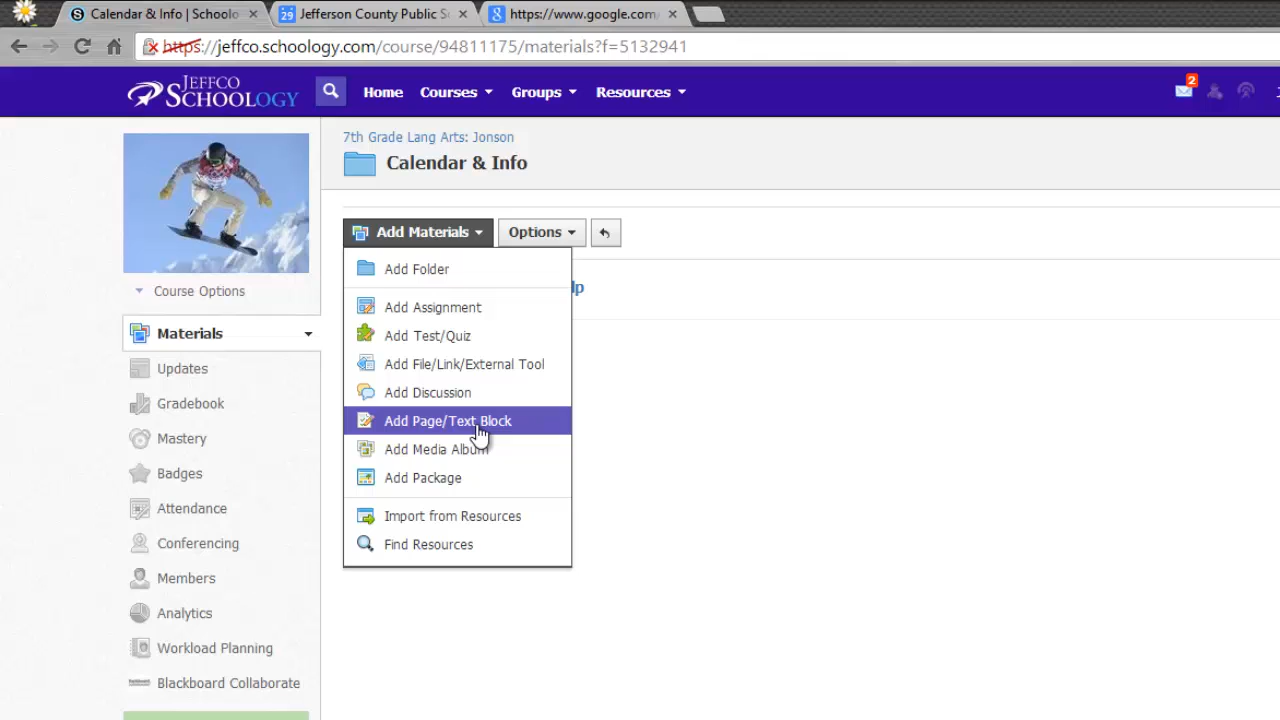 Calendar & Info | Schoolo
Jefferson County Public S
https://www.google.com/
https://jeffco.schoology.com/course/94811175/materials?f=5132941
JEFFCO
SCHOOLOGY
Home
Courses
Groups
Resources
2
7th Grade Lang Arts: Jonson
Calendar & Info
Add Materials
Options
lp
Add Folder
Add Assignment
Add Test/Quiz
Add File/Link/External Tool
Add Discussion
Add Page/Text Block
Add Media Album
Add Package
Import from Resources
Find Resources
Course Options
Materials
Updates
Gradebook
Mastery
Badges
Attendance
Conferencing
Members
Analytics
Workload Planning
Blackboard Collaborate